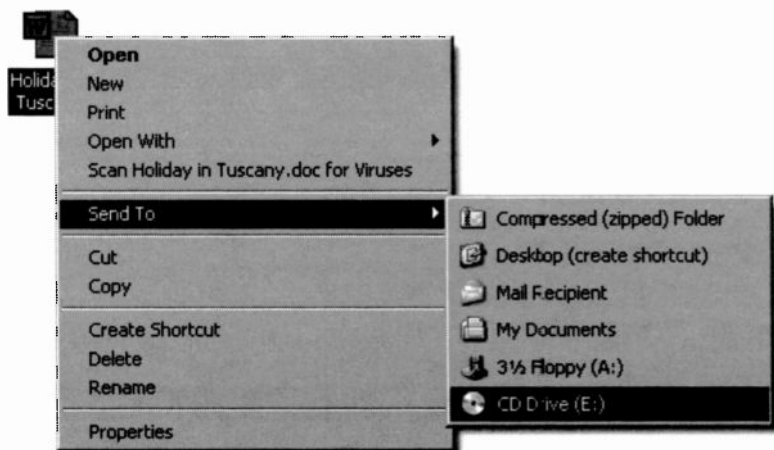 Holida
Tusc
Open
New
Print
Open With
Scan Holiday in Tuscany.doc for Viruses
Send To
Cut
Copy
Create Shortcut
Delete
Rename
Properties
Compressed (zipped) Folder
Desktop (create shortcut)
Mail Recipient
My Documents
3½ Floppy (A:)
CD Drive (E:)